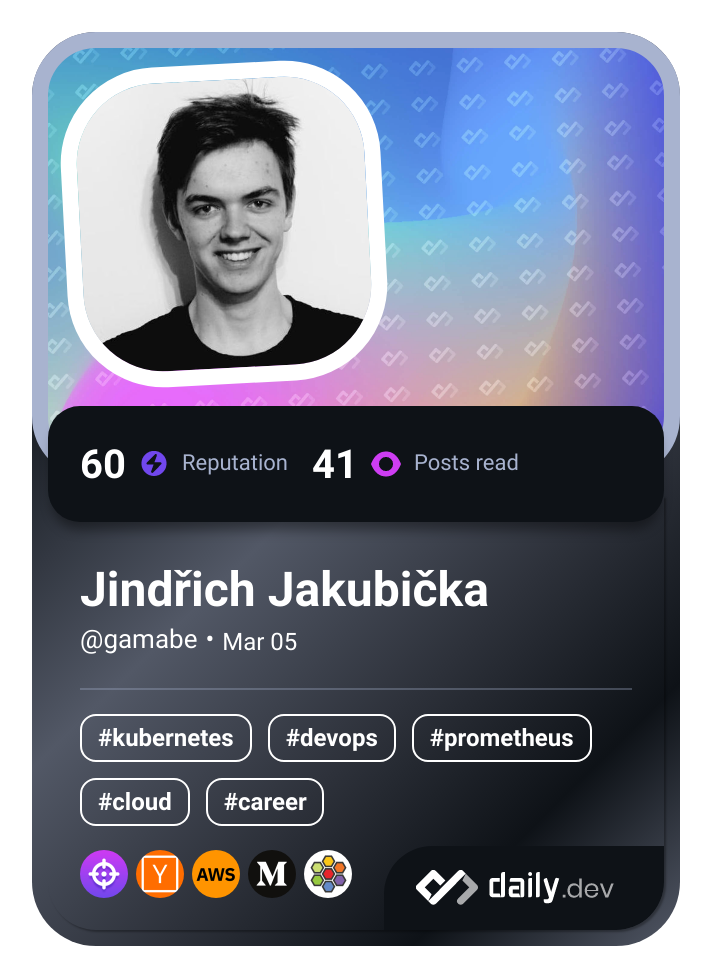 60 Reputation 41 Posts read
Jindřich Jakubička
@gamabe • Mar 05
#kubernetes #devops #prometheus
#cloud #career
Y AWS M daily.dev